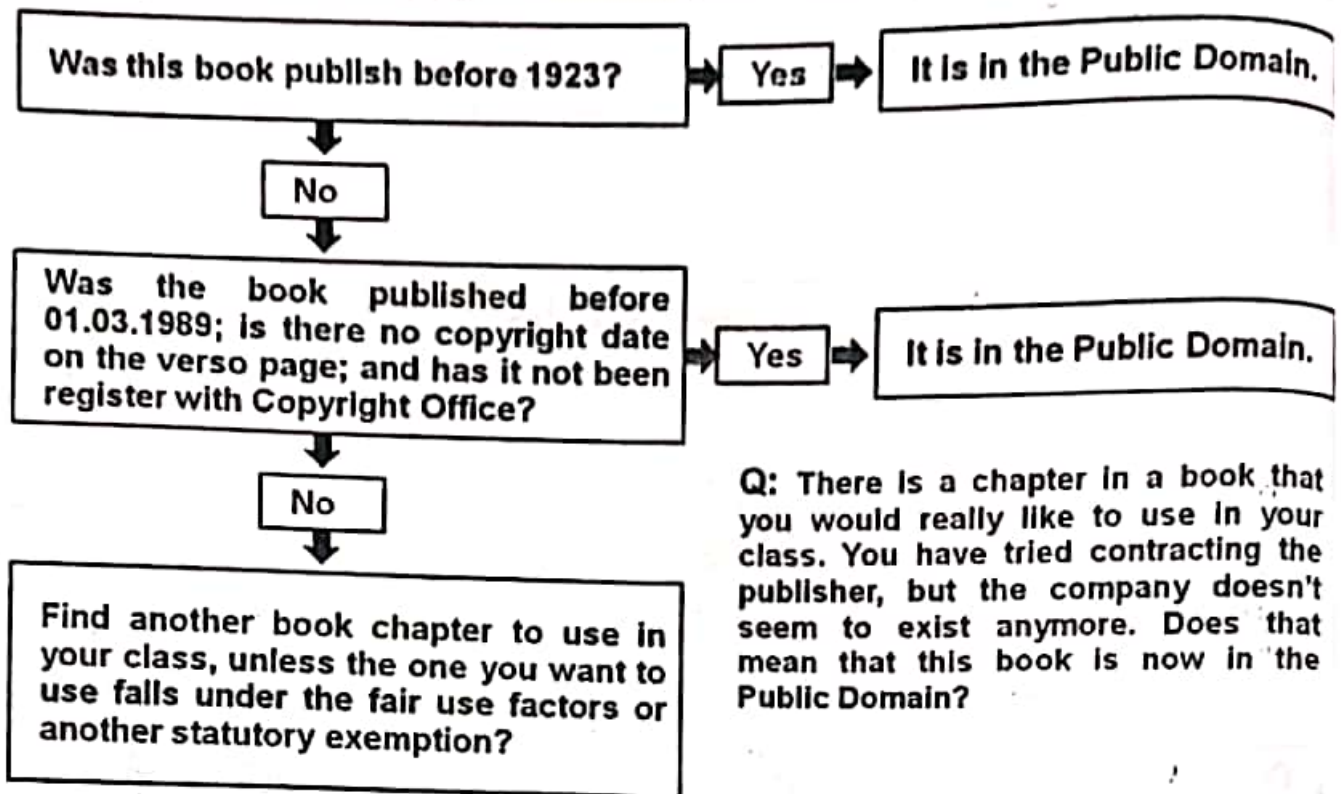 Was this book publish before 1923?
Yes
It is in the Public Domain.
No
Was the book published before
01.03.1989; is there no copyright date
on the verso page; and has it not been
register with Copyright Office?
Yes
It is in the Public Domain.
No
Find another book chapter to use in
your class, unless the one you want to
use falls under the fair use factors or
another statutory exemption?
Q: There is a chapter in a book that
you would really like to use in your
class. You have tried contracting the
publisher, but the company doesn't
seem to exist anymore. Does that
mean that this book is now in the
Public Domain?